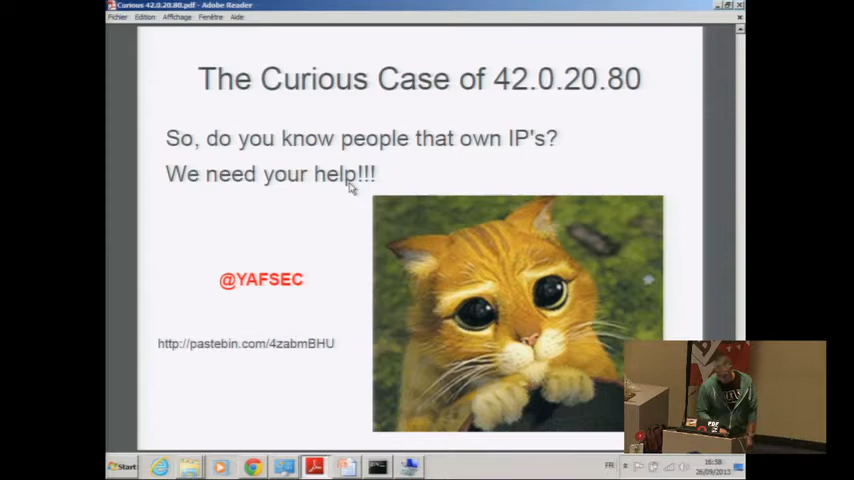 Curious 42.0.20.80.pdf - Adobe Reader
Fichier Edition Affichage Fenêtre Aide
The Curious Case of 42.0.20.80
So, do you know people that own IP's?
We need your help!!!
@YAFSEC
http://pastebin.com/4zabmBHU
Start
FR
16:58
26/09/2013